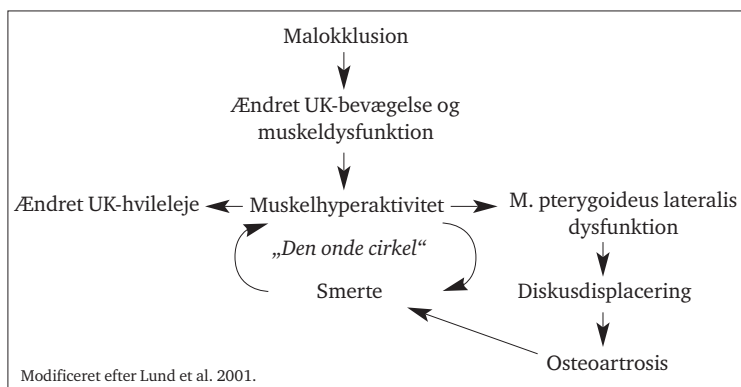 Malokklusion
Ændret UK-bevægelse og
muskeldysfunktion
Ændret UK-hvileleje
Muskelhyperaktivitet
M. pterygoideus lateralis
dysfunktion
„Den onde cirkel“
Smerte
Diskusdisplacering
Osteoartrosis
Modificeret efter Lund et al. 2001.